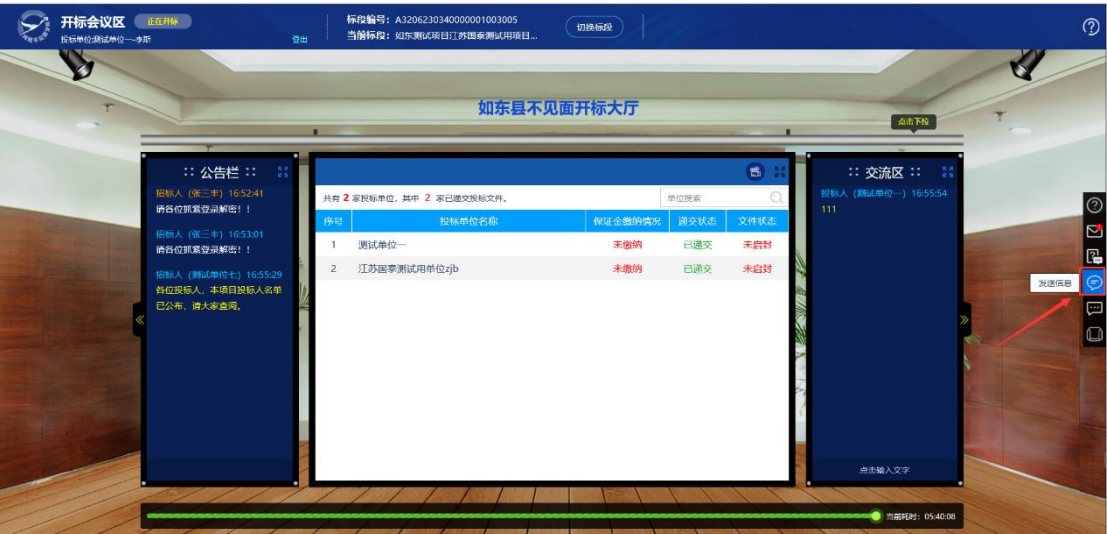 开标会议区 正在开标
投标单位:测试单位一-李斯
登出
标段编号：A3206230340000001003005
当前标段：如东测试项目江苏国泰测试用项目...
切换标段
如东县不见面开标大厅
点击下拉
:: 公告栏 ::
招标人（张三丰）16:52:41
请各位抓紧登录解密！！
招标人（张三丰）16:53:01
请各位抓紧登录解密！！
招标人（测试单位七）16:55:29
各位投标人，本项目投标人名单
已公布，请大家查阅。
共有 2 家投标单位，其中 2 家已递交投标文件。
单位搜索
序号 投标单位名称 保证金缴纳情况 递交状态 文件状态
1 测试单位一 未缴纳 已递交 未启封
2 江苏国泰测试用单位zjb 未缴纳 已递交 未启封
:: 交流区 ::
投标人（测试单位一）16:55:54
111
点击输入文字
发送信息
当前耗时：05:40:08